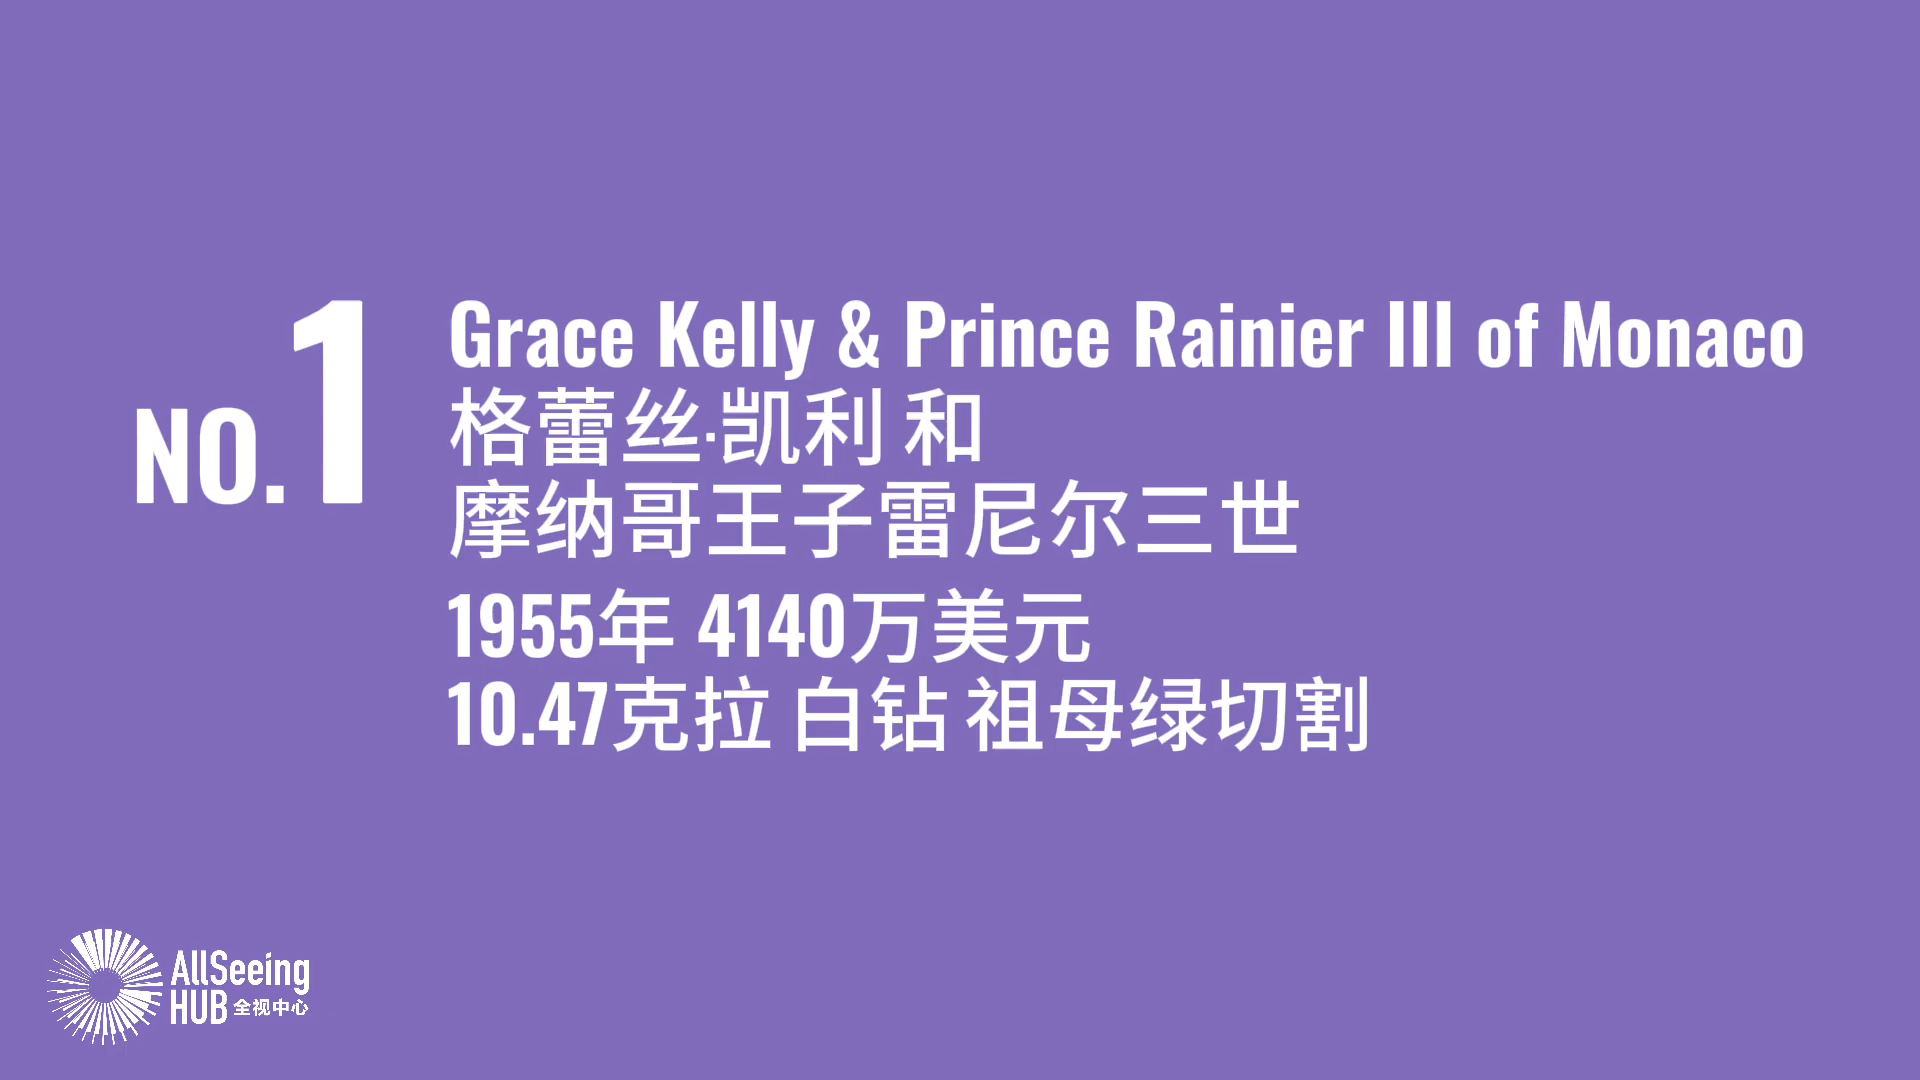 NO.1
Grace Kelly & Prince Rainier III of Monaco
格蕾丝·凯利 和
摩纳哥王子雷尼尔三世
1955年 4140万美元
10.47克拉 白钻 祖母绿切割
AllSeeing
HUB 全视中心